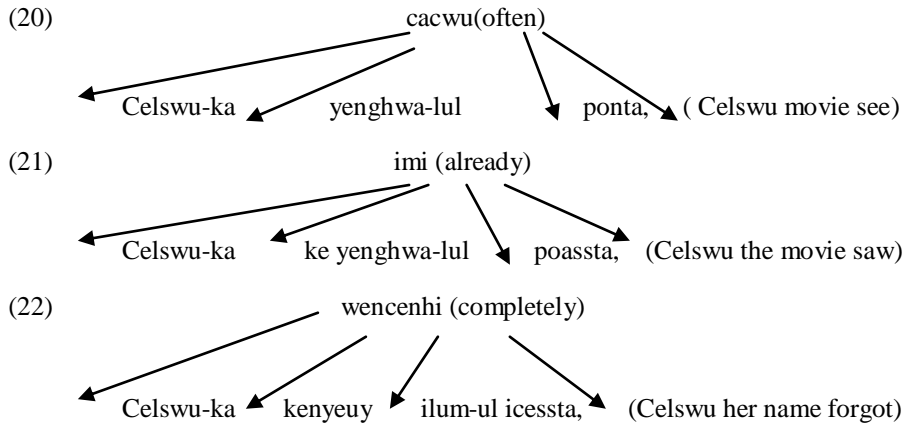 (20) cacwu(often)
Celswu-ka yenghwa-lul ponta, ( Celswu movie see)
(21) imi (already)
Celswu-ka ke yenghwa-lul poassta, (Celswu the movie saw)
(22) wencenhi (completely)
Celswu-ka kenyeuy ilum-ul icessta, (Celswu her name forgot)